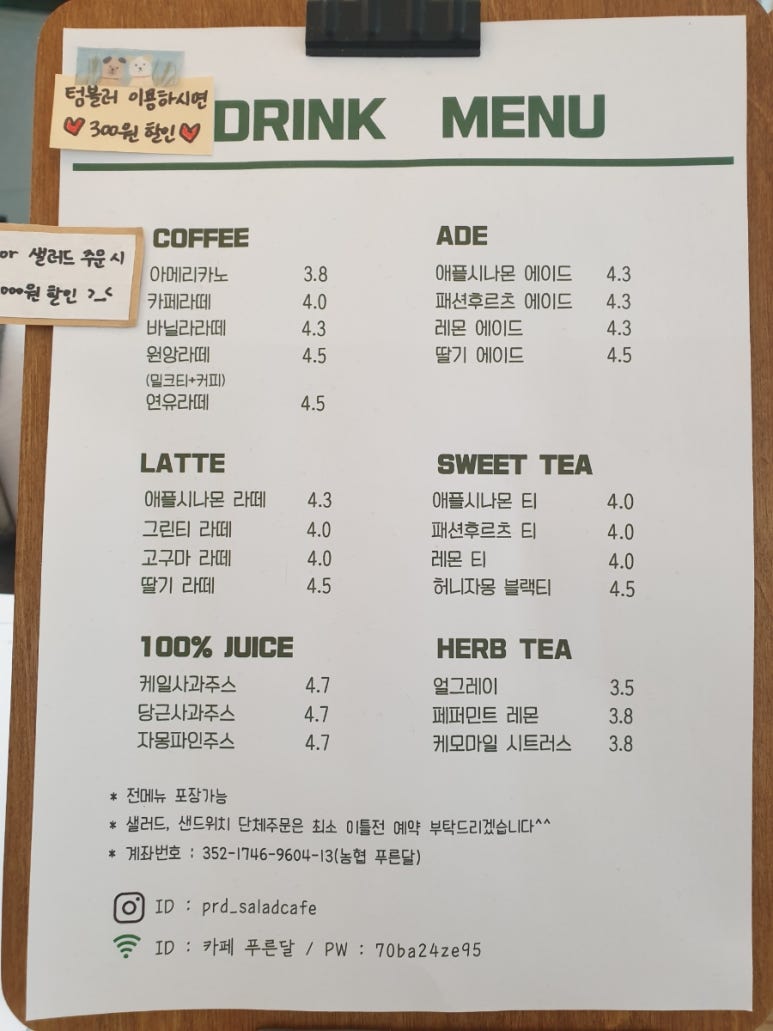 텀블러 이용하시면
300원 할인
DRINK MENU
or 샐러드 주문 시
000원 할인 >_<
COFFEE
아메리카노 3.8
카페라떼 4.0
바닐라라떼 4.3
원앙라떼 4.5
(밀크티+커피)
연유라떼 4.5
ADE
애플시나몬 에이드 4.3
패션후르츠 에이드 4.3
레몬 에이드 4.3
딸기 에이드 4.5
LATTE
애플시나몬 라떼 4.3
그린티 라떼 4.0
고구마 라떼 4.0
딸기 라떼 4.5
SWEET TEA
애플시나몬 티 4.0
패션후르츠 티 4.0
레몬 티 4.0
허니자몽 블랙티 4.5
100% JUICE
케일사과주스 4.7
당근사과주스 4.7
자몽파인주스 4.7
HERB TEA
얼그레이 3.5
페퍼민트 레몬 3.8
케모마일 시트러스 3.8
* 전메뉴 포장가능
* 샐러드, 샌드위치 단체주문은 최소 이틀전 예약 부탁드리겠습니다^^
* 계좌번호 : 352-1746-9604-13(농협 푸른달)
ID : prd_saladcafe
ID : 카페 푸른달 / PW : 70ba24ze95